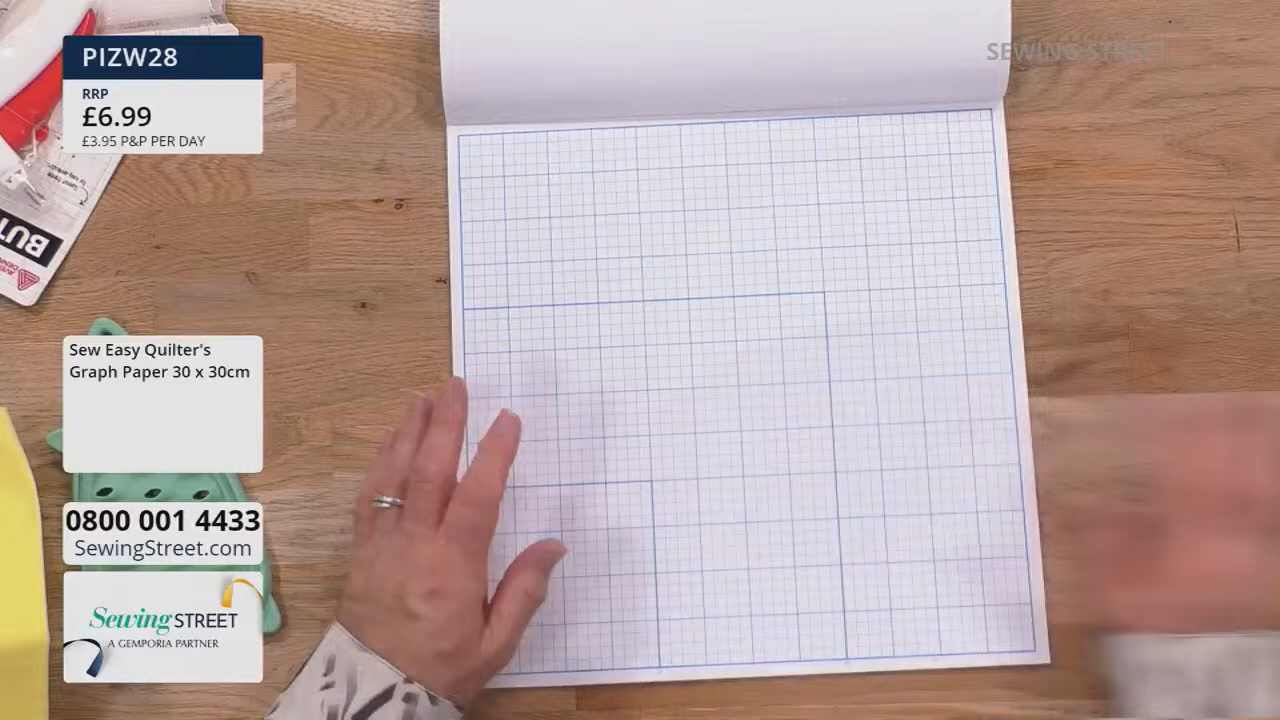 PIZW28
RRP
£6.99
£3.95 P&P PER DAY
SEWING STREET
BUT
Sew Easy Quilter's
Graph Paper 30 x 30cm
0800 001 4433
SewingStreet.com
Sewing STREET
A GEMPORIA PARTNER